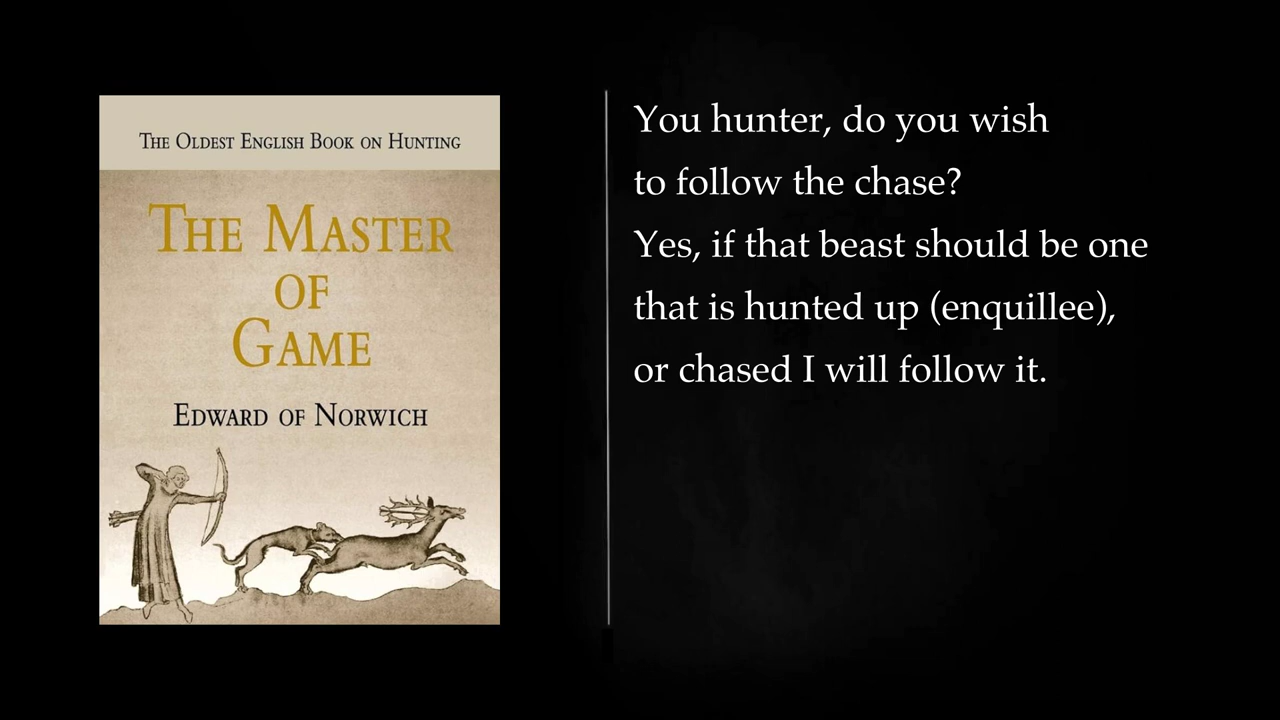 The Oldest English Book on Hunting
The Master
of
Game
Edward of Norwich
You hunter, do you wish
to follow the chase?
Yes, if that beast should be one
that is hunted up (enquillee),
or chased I will follow it.